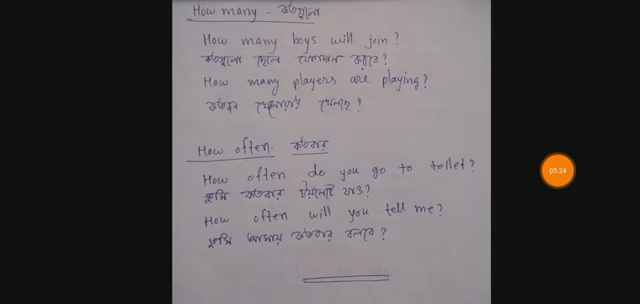 How many - কতগুলো
How many boys will join?
কতগুলো ছেলে যোগদান করবে?
How many players are playing?
কতজন খেলোয়াড় খেলছে?
How often - কতবার
How often do you go to toilet?
তুমি কতবার টয়লেটে যাও?
How often will you tell me?
তুমি আমায় কতবার বলবে?
05:24